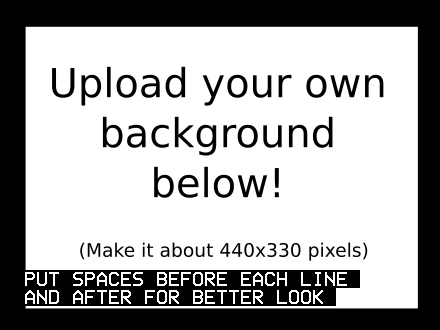 Upload your own
background
below!
(Make it about 440x330 pixels)
PUT SPACES BEFORE EACH LINE
AND AFTER FOR BETTER LOOK